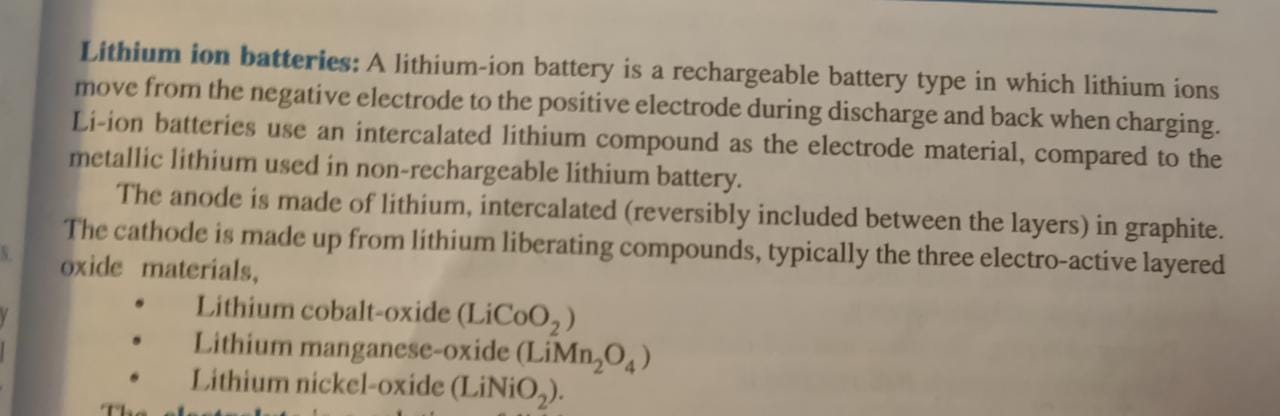 Lithium ion batteries: A lithium-ion battery is a rechargeable battery type in which lithium ions
move from the negative electrode to the positive electrode during discharge and back when charging.
Li-ion batteries use an intercalated lithium compound as the electrode material, compared to the
metallic lithium used in non-rechargeable lithium battery.
The anode is made of lithium, intercalated (reversibly included between the layers) in graphite.
The cathode is made up from lithium liberating compounds, typically the three electro-active layered
oxide materials,
• Lithium cobalt-oxide (LiCoO₂)
• Lithium manganese-oxide (LiMn₂O₄)
• Lithium nickel-oxide (LiNiO₂).